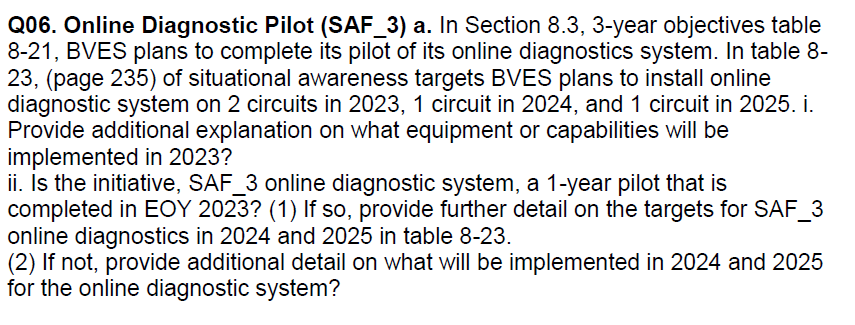 Q06. Online Diagnostic Pilot (SAF_3) a. In Section 8.3, 3-year objectives table
8-21, BVES plans to complete its pilot of its online diagnostics system. In table 8-
23, (page 235) of situational awareness targets BVES plans to install online
diagnostic system on 2 circuits in 2023, 1 circuit in 2024, and 1 circuit in 2025. i.
Provide additional explanation on what equipment or capabilities will be
implemented in 2023?
ii. Is the initiative, SAF_3 online diagnostic system, a 1-year pilot that is
completed in EOY 2023? (1) If so, provide further detail on the targets for SAF_3
online diagnostics in 2024 and 2025 in table 8-23.
(2) If not, provide additional detail on what will be implemented in 2024 and 2025
for the online diagnostic system?